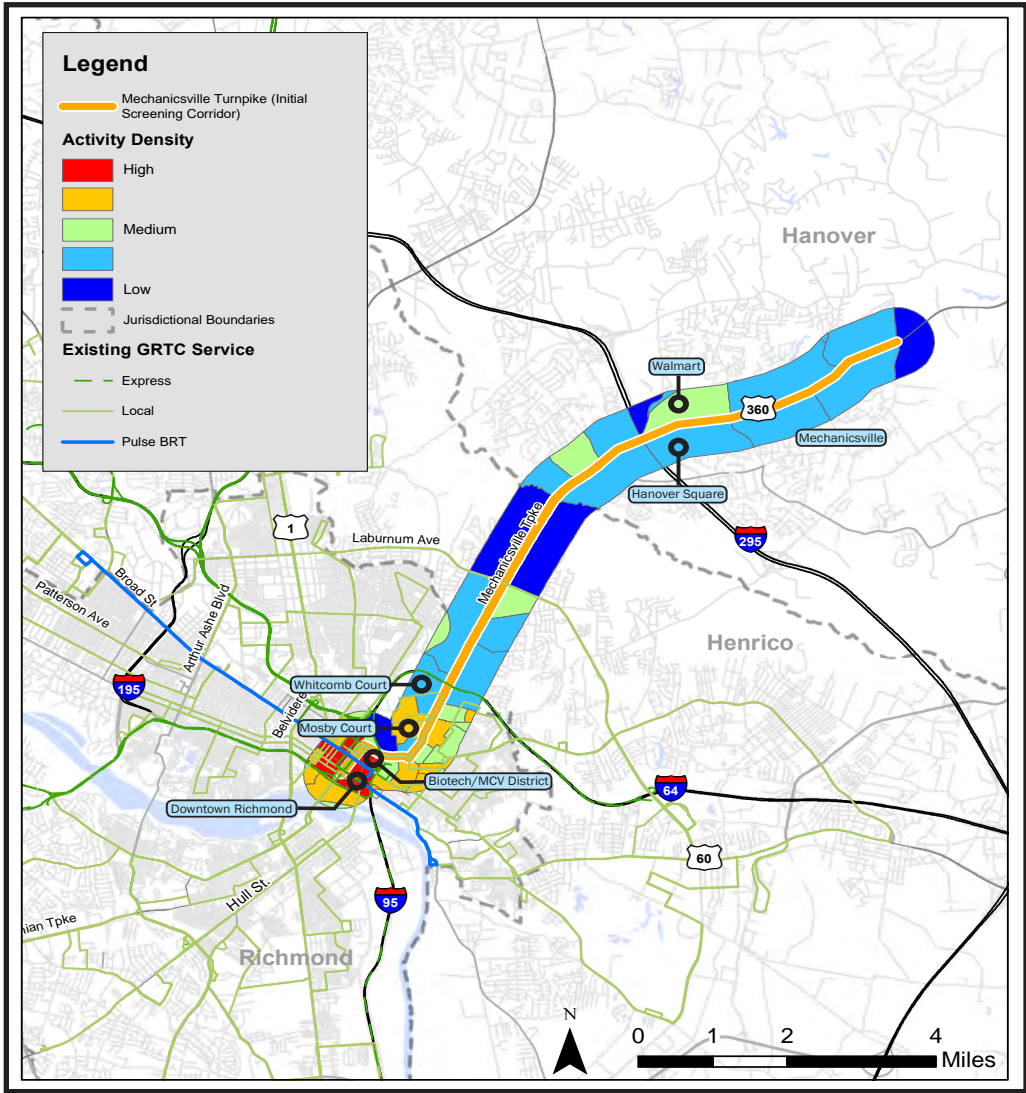 Legend
Mechanicsville Turnpike (Initial
Screening Corridor)
Activity Density
High
Medium
Low
Jurisdictional Boundaries
Existing GRTC Service
Express
Local
Pulse BRT
Hanover
Walmart
360
Mechanicsville
Hanover Square
1
Laburnum Ave
Mechanicsville Tpke
295
Broad St
Patterson Ave
Arthur Ashe Blvd
Henrico
195
Belvidere
Whitcomb Court
Mosby Court
Biotech/MCV District
Downtown Richmond
64
60
Hull St.
95
nian Tpke
Richmond
N
0 1 2 4
Miles